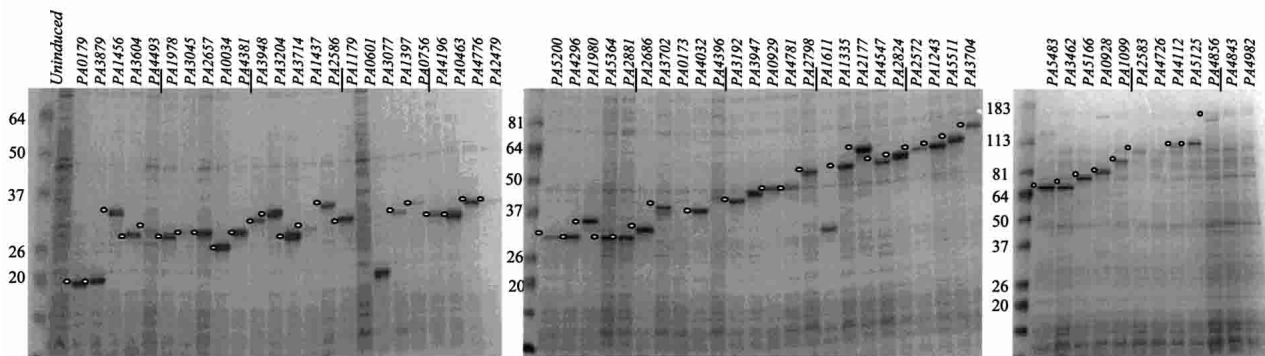 Uninduced
PA0179
PA3879
PA1456
PA3604
PA4493
PA1978
PA3045
PA2657
PA0034
PA4381
PA3948
PA3204
PA3714
PA1437
PA2586
PA1179
PA0601
PA3077
PA1397
PA0756
PA4196
PA0463
PA4776
PA2479
64
50
37
26
20
PA5200
PA4296
PA1980
PA5364
PA2881
PA2686
PA3702
PA0173
PA4032
PA4396
PA3192
PA3947
PA0929
PA4781
PA2798
PA1611
PA1335
PA2177
PA4547
PA2824
PA2572
PA1243
PA5511
PA3704
81
64
50
37
26
20
PA5483
PA3462
PA5166
PA0928
PA1099
PA2583
PA4726
PA4112
PA5125
PA4856
PA4843
PA4982
183
113
81
64
50
37
26
20